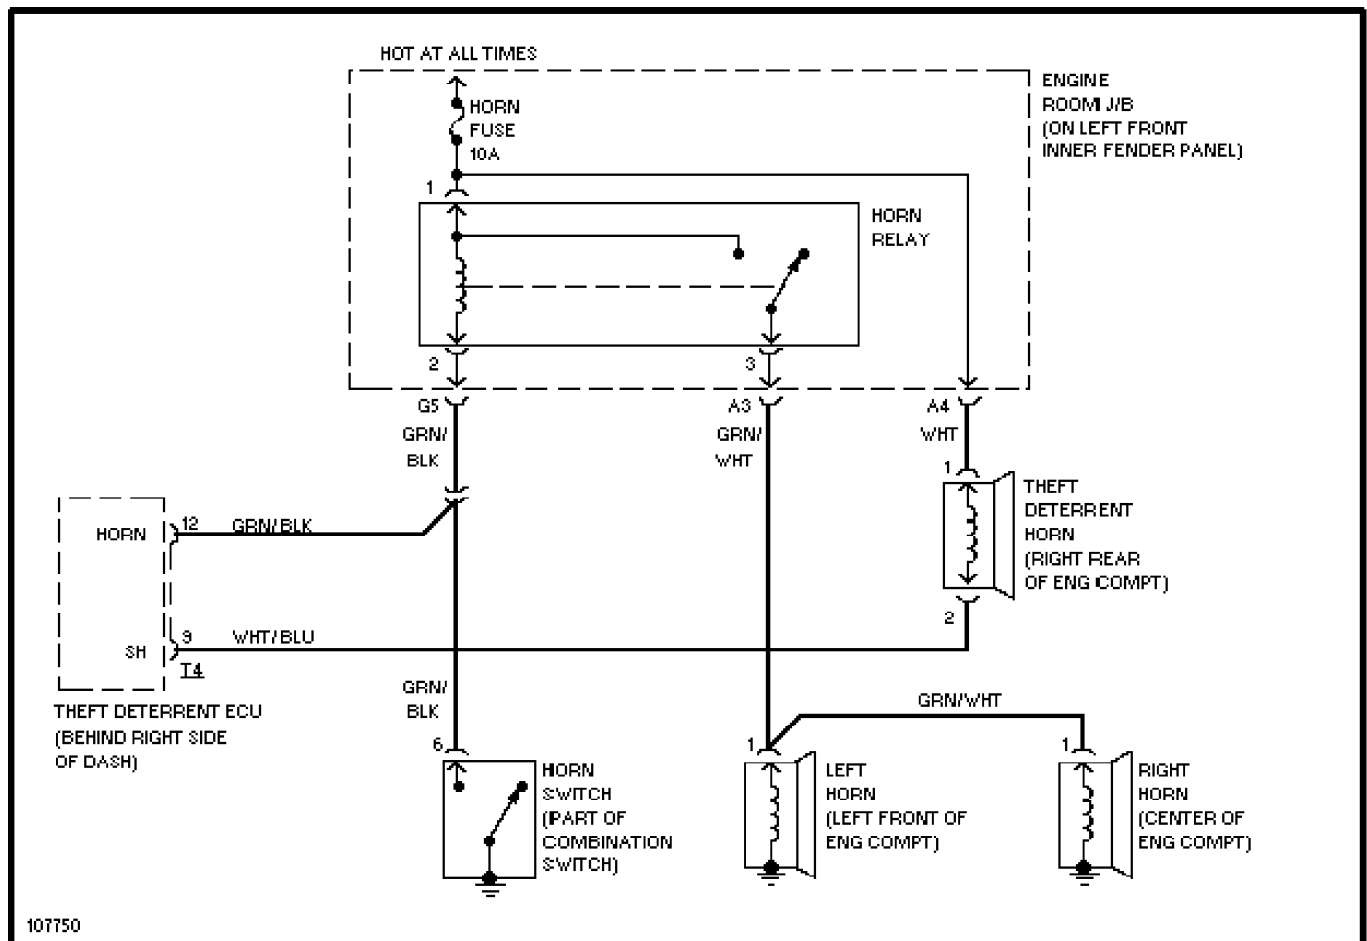 HOT AT ALL TIMES
ENGINE
ROOM J/B
(ON LEFT FRONT
INNER FENDER PANEL)
HORN
FUSE
10A
1
HORN
RELAY
2
3
G5
A3
A4
GRN/
BLK
GRN/
WHT
WHT
1
THEFT
DETERRENT
HORN
(RIGHT REAR
OF ENG COMPT)
2
HORN
12
GRN/BLK
SH
9
WHT/BLU
T4
THEFT DETERRENT ECU
(BEHIND RIGHT SIDE
OF DASH)
GRN/
BLK
GRN/WHT
6
HORN
SWITCH
(PART OF
COMBINATION
SWITCH)
1
LEFT
HORN
(LEFT FRONT OF
ENG COMPT)
1
RIGHT
HORN
(CENTER OF
ENG COMPT)
107750